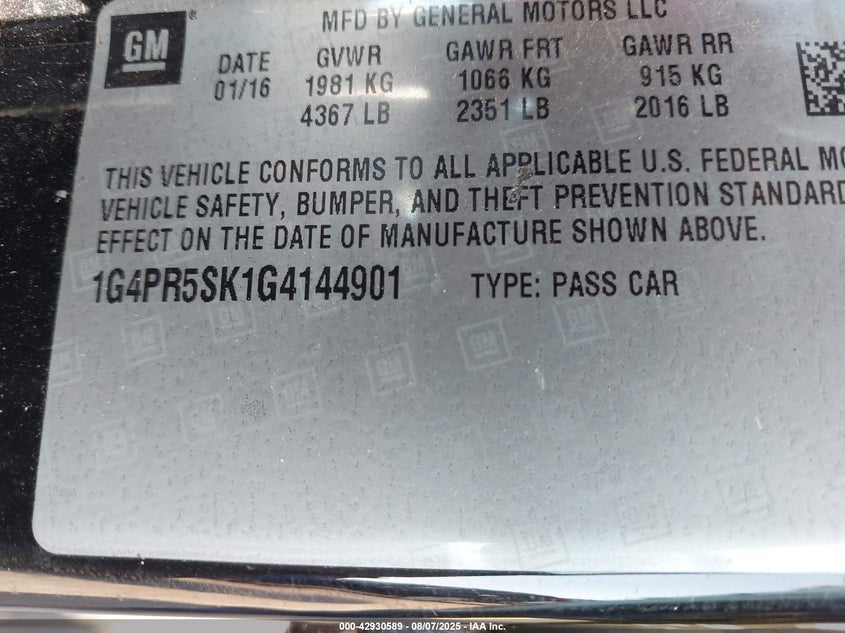 MFD BY GENERAL MOTORS LLC
GM
DATE GVWR GAWR FRT GAWR RR
01/16 1981 KG 1066 KG 915 KG
4367 LB 2351 LB 2016 LB
THIS VEHICLE CONFORMS TO ALL APPLICABLE U.S. FEDERAL MO
VEHICLE SAFETY, BUMPER, AND THEFT PREVENTION STANDARD
EFFECT ON THE DATE OF MANUFACTURE SHOWN ABOVE.
1G4PR5SK1G4144901 TYPE: PASS CAR
000-42930589 - 08/07/2025 - IAA Inc.